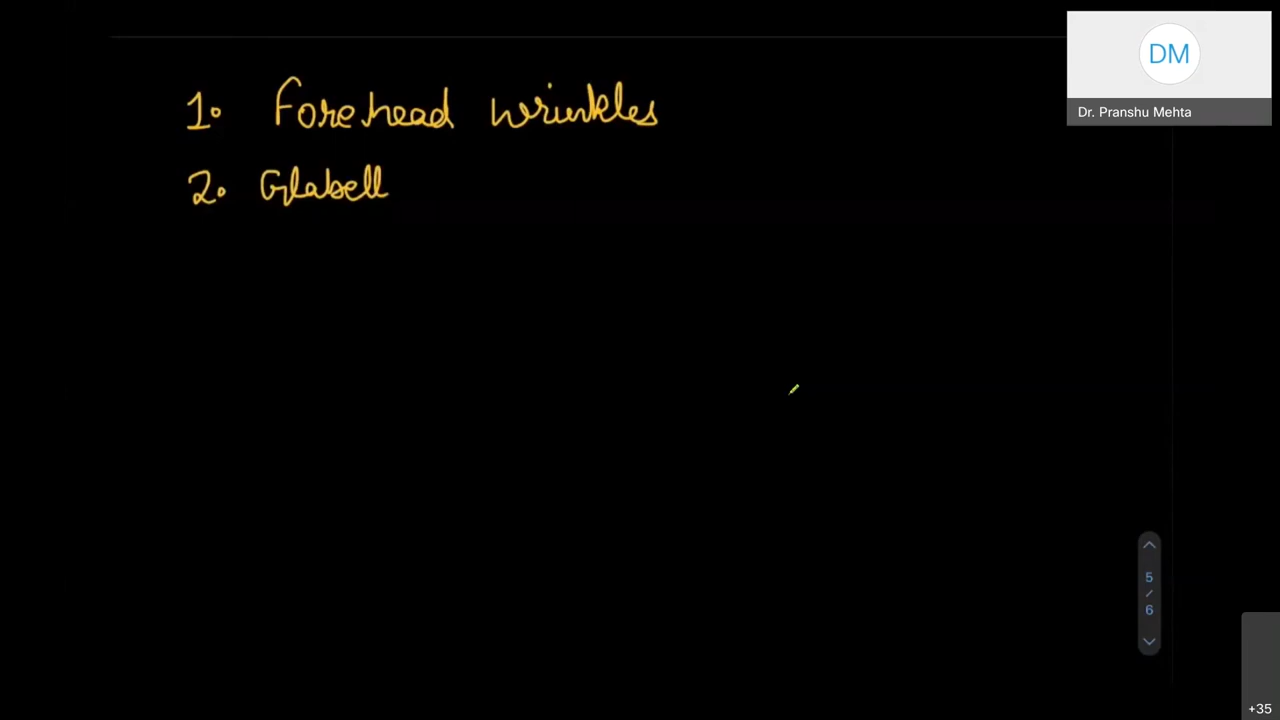 DM
Dr. Pranshu Mehta
1. Forehead wrinkles
2. Glabell
5
/
6
+35